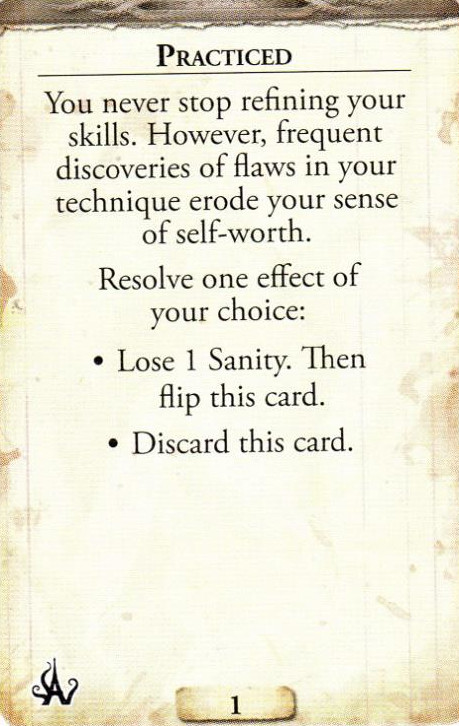 PRACTICED
You never stop refining your
skills. However, frequent
discoveries of flaws in your
technique erode your sense
of self-worth.
Resolve one effect of
your choice:
• Lose 1 Sanity. Then
flip this card.
• Discard this card.
1